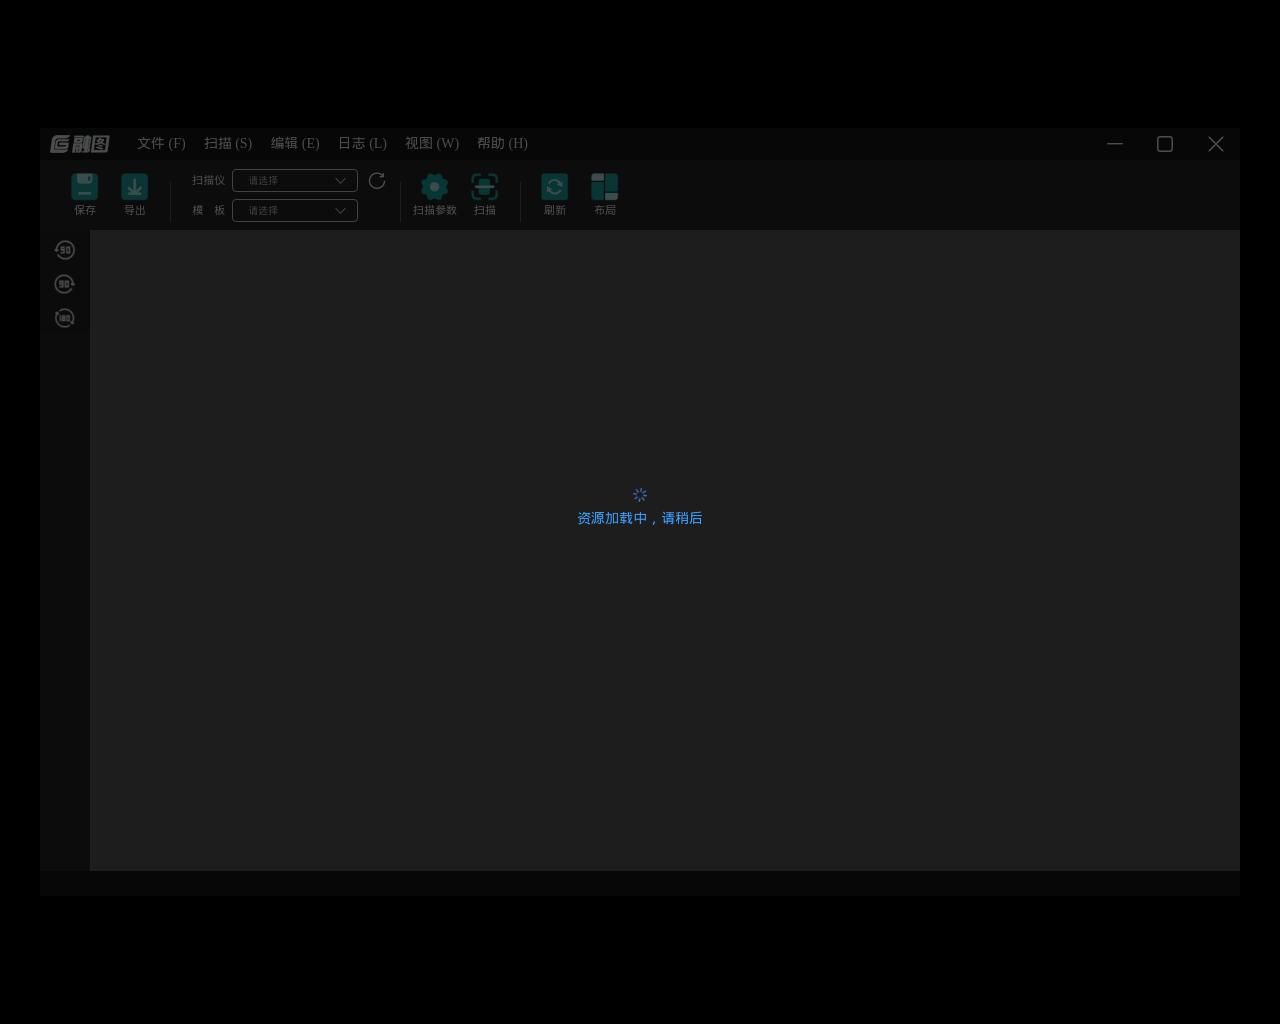 融图 文件 (F) 扫描 (S) 编辑 (E) 日志 (L) 视图 (W) 帮助 (H)
扫描仪 请选择
模 板 请选择
保存 导出 扫描参数 扫描 刷新 布局
90
90
180
资源加载中，请稍后